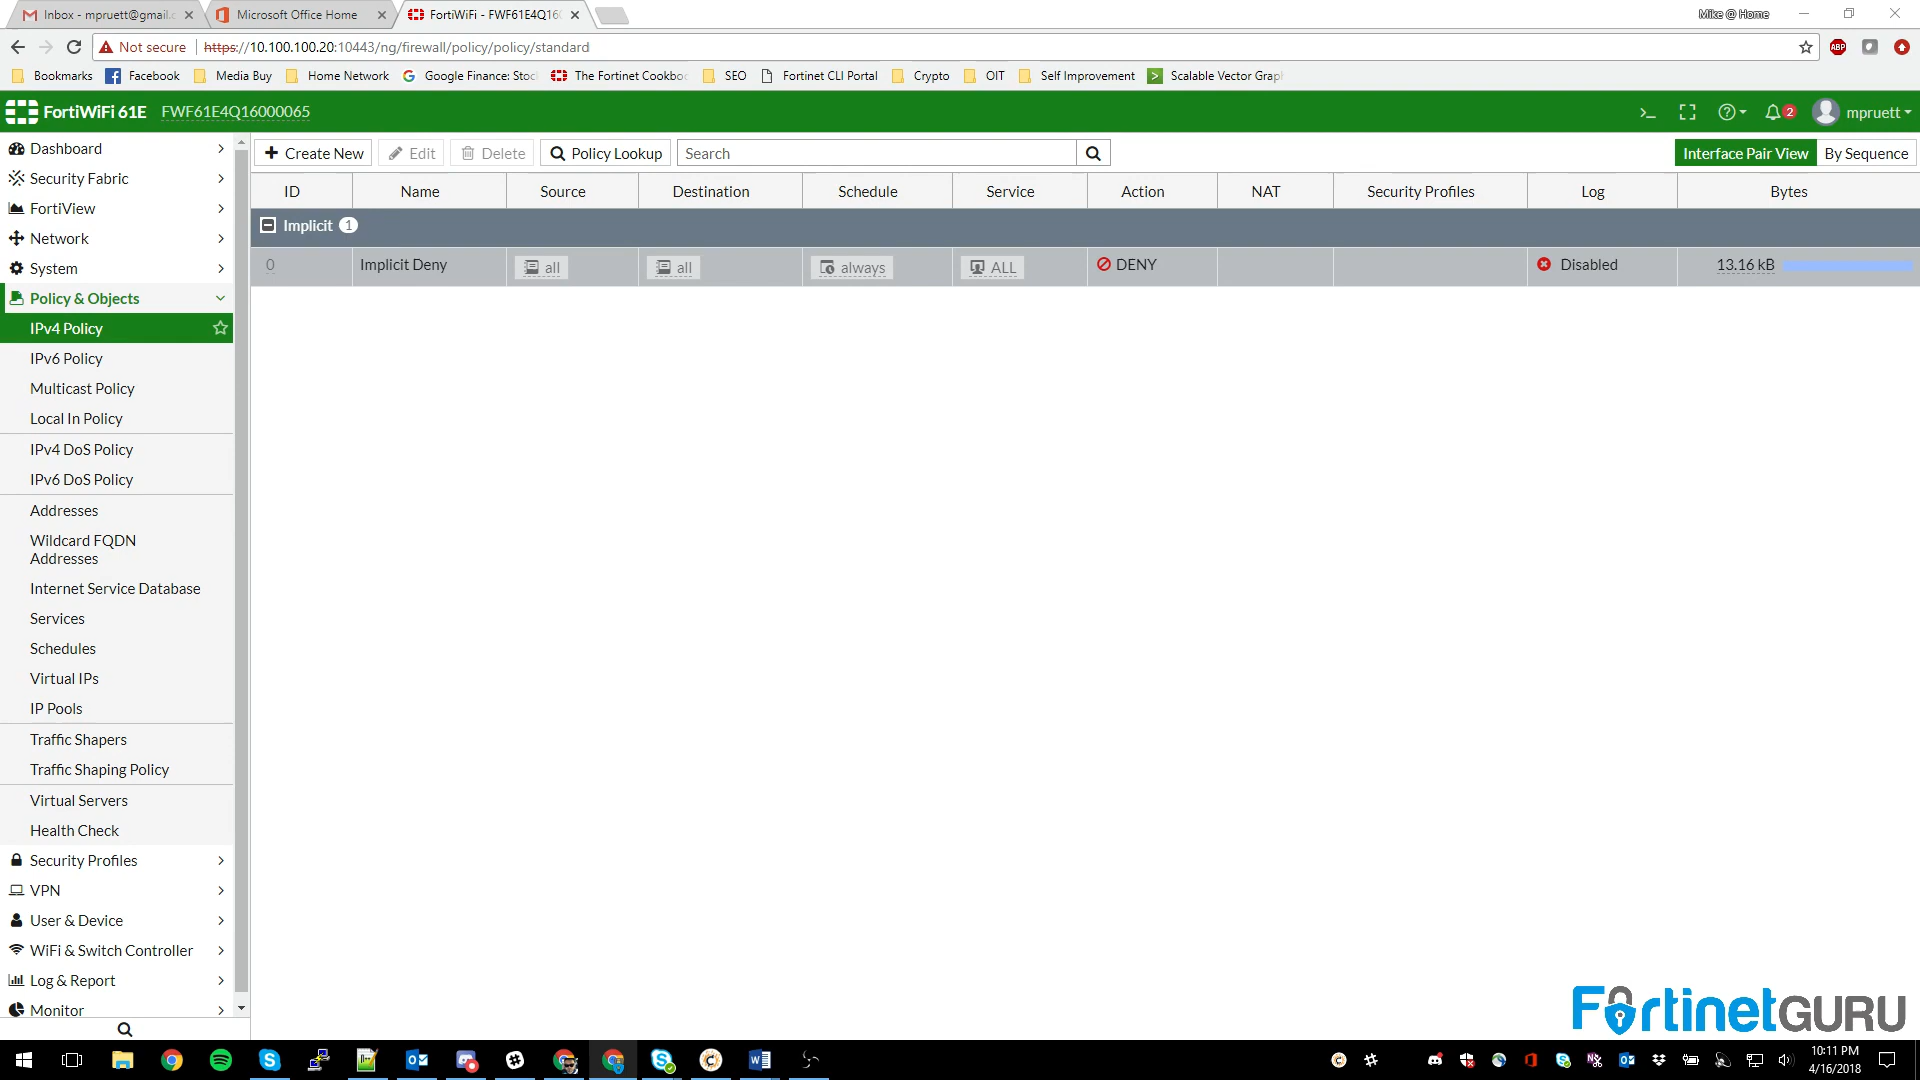 Inbox - mpruett@gmail.c
Microsoft Office Home
FortiWiFi - FWF61E4Q16
Mike @ Home
Not secure https://10.100.100.20:10443/ng/firewall/policy/policy/standard
ABP
Bookmarks Facebook Media Buy Home Network Google Finance: Stoc The Fortinet Cookbo SEO Fortinet CLI Portal Crypto OIT Self Improvement Scalable Vector Grap
FortiWiFi 61E FWF61E4Q16000065 2 mpruett
Dashboard
Security Fabric
FortiView
Network
System
Policy & Objects
IPv4 Policy
IPv6 Policy
Multicast Policy
Local In Policy
IPv4 DoS Policy
IPv6 DoS Policy
Addresses
Wildcard FQDN
Addresses
Internet Service Database
Services
Schedules
Virtual IPs
IP Pools
Traffic Shapers
Traffic Shaping Policy
Virtual Servers
Health Check
Security Profiles
VPN
User & Device
WiFi & Switch Controller
Log & Report
Monitor
Create New Edit Delete Policy Lookup Search Interface Pair View By Sequence
ID Name Source Destination Schedule Service Action NAT Security Profiles Log Bytes
Implicit 1
0 Implicit Deny all all always ALL DENY Disabled 13.16 kB
FortinetGURU
10:11 PM
4/16/2018